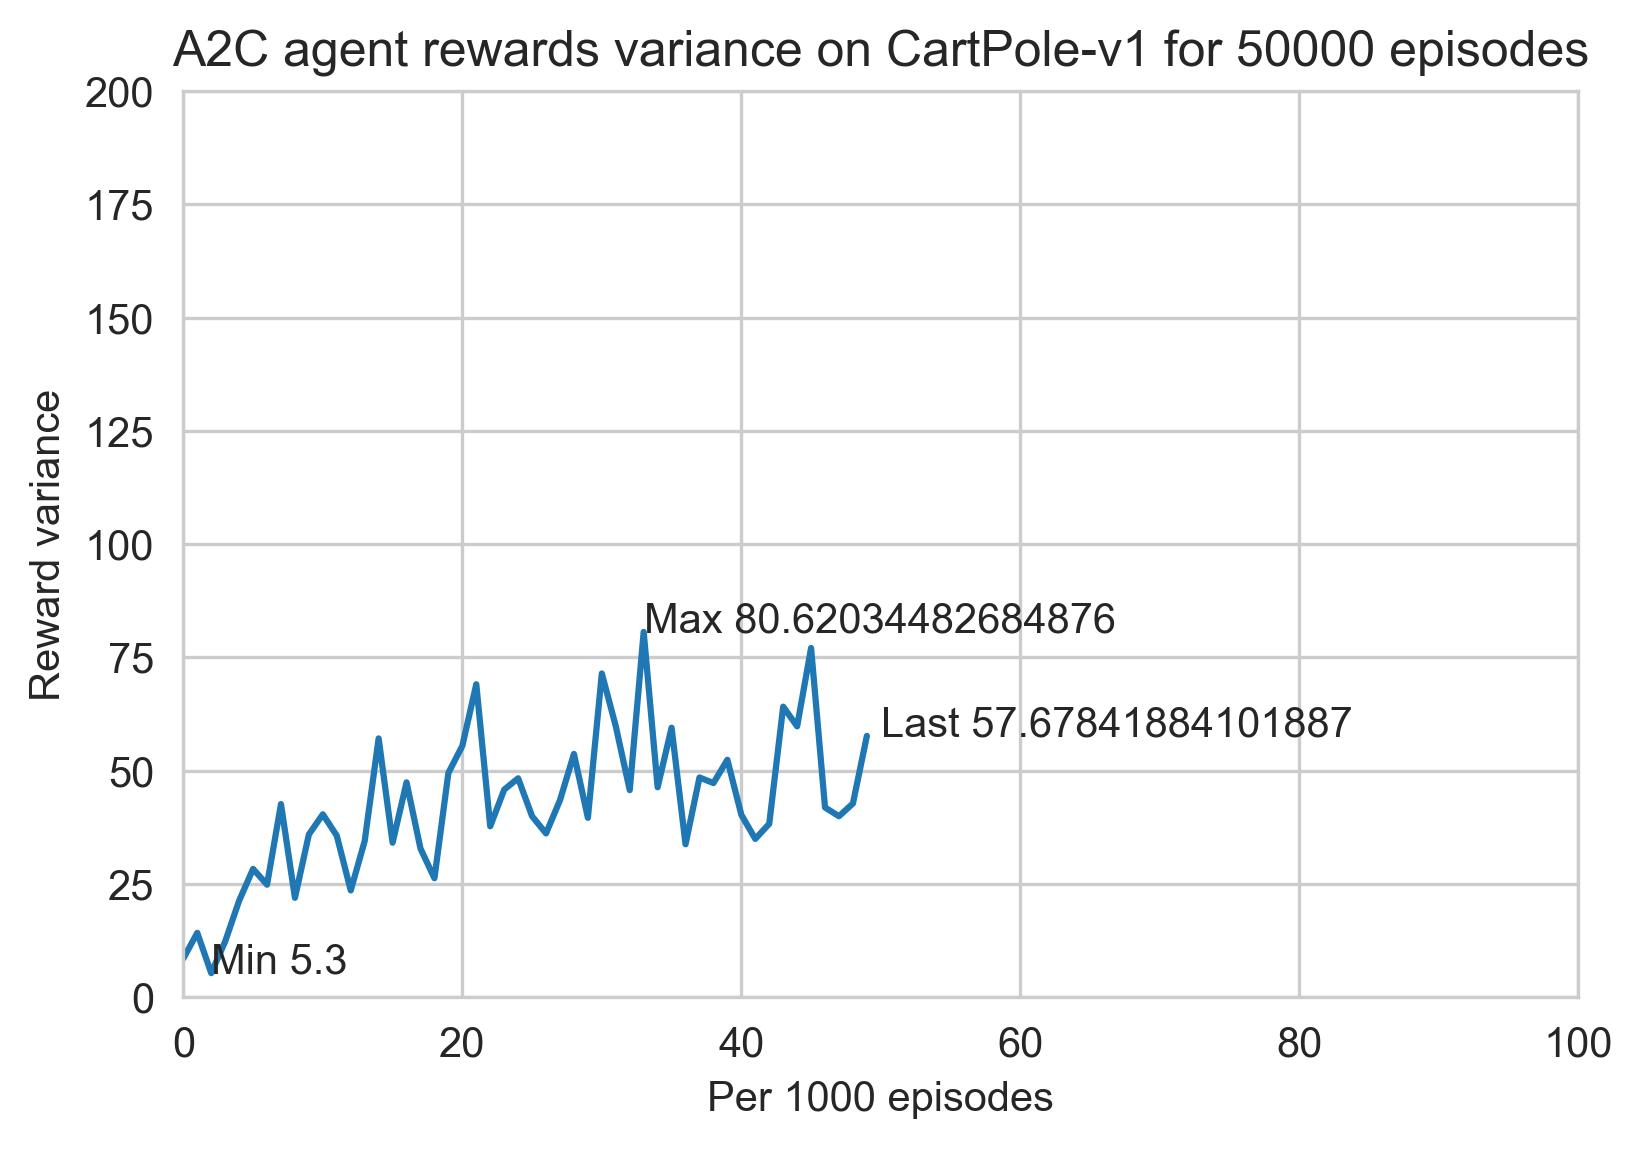 A2C agent rewards variance on CartPole-v1 for 50000 episodes
200
175
150
125
100
75
50
25
0
Reward variance
Max 80.62034482684876
Last 57.67841884101887
Min 5.3
0 20 40 60 80 100
Per 1000 episodes